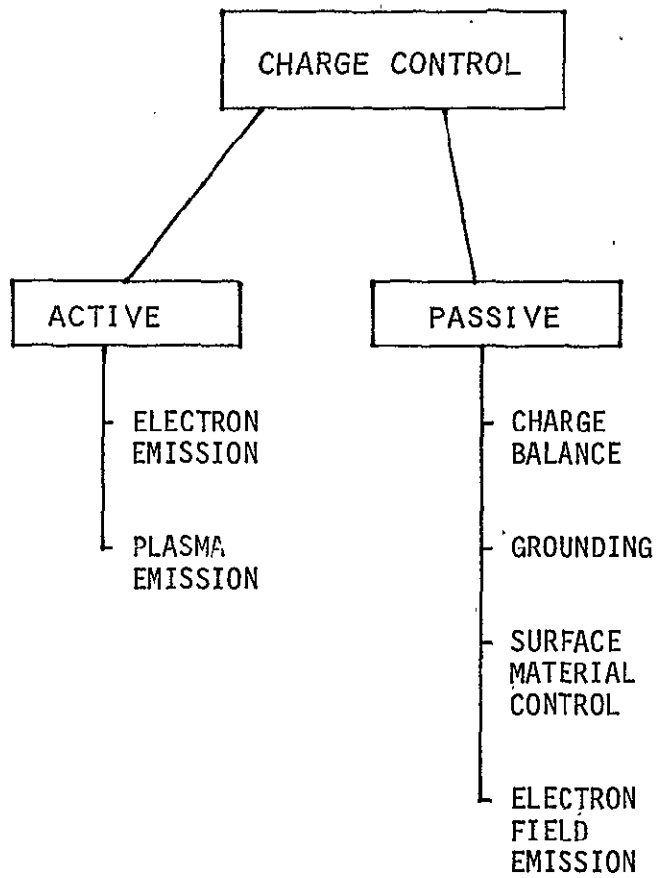 CHARGE CONTROL
ACTIVE
ELECTRON
EMISSION
PLASMA
EMISSION
PASSIVE
CHARGE
BALANCE
GROUNDING
SURFACE
MATERIAL
CONTROL
ELECTRON
FIELD
EMISSION